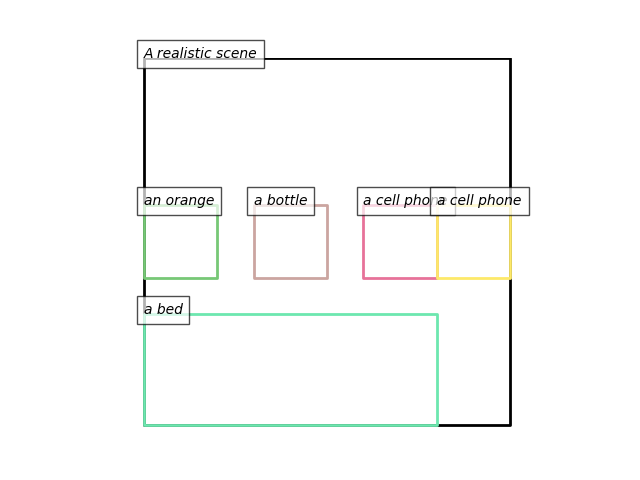 A realistic scene
an orange
a bottle
a cell phone
a cell phone
a bed